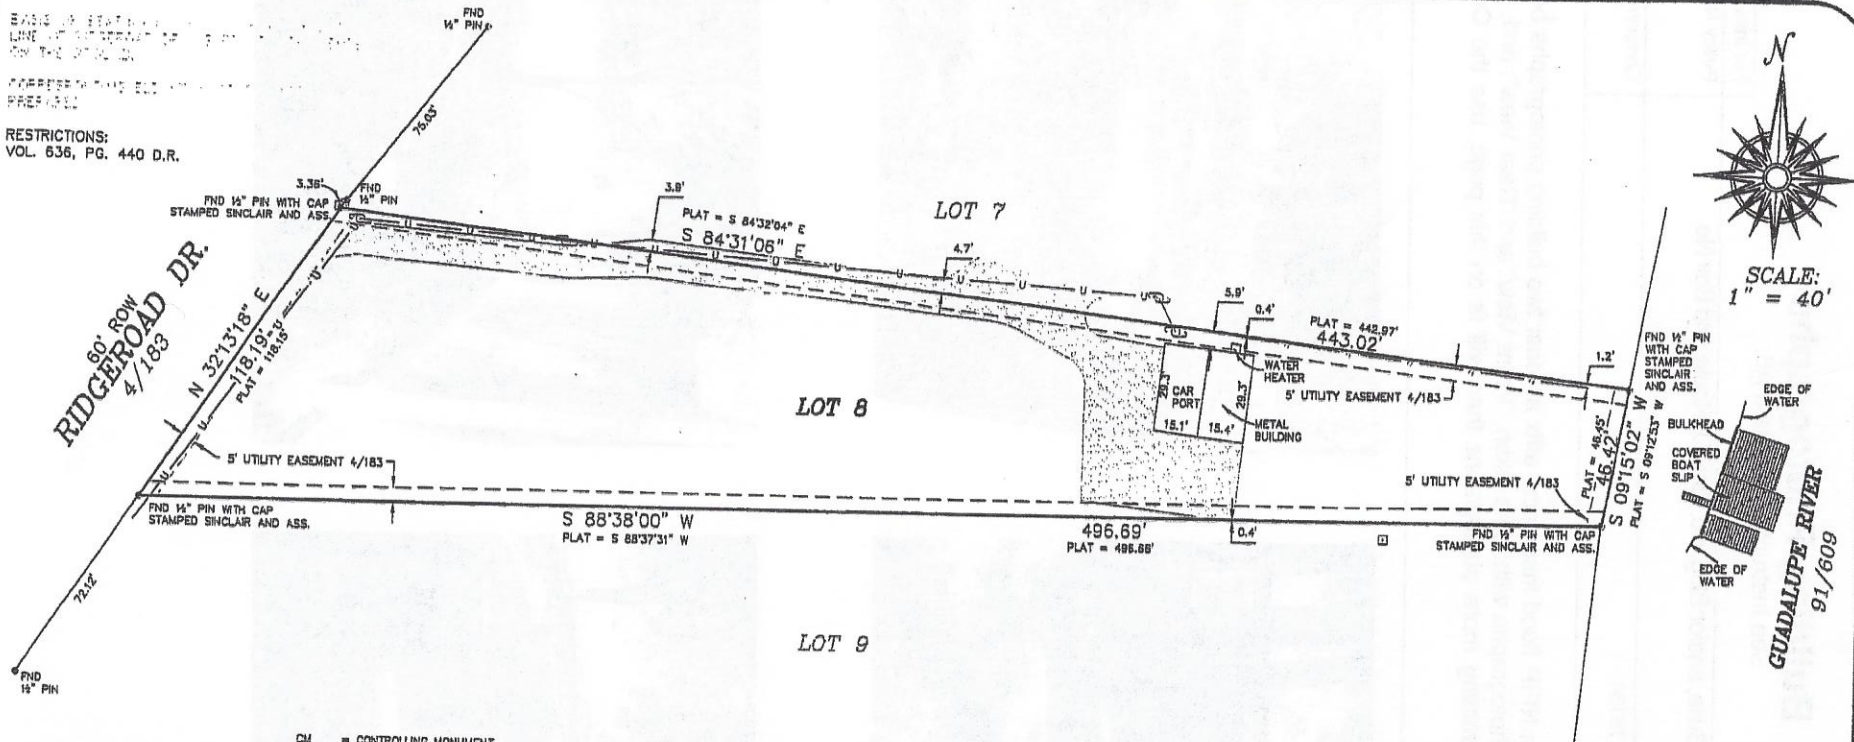 LINE OF
ON THE
PREPARED
RESTRICTIONS:
VOL. 636, PG. 440 D.R.
FND
½" PIN
75.03'
3.36'
FND
½" PIN
FND ½" PIN WITH CAP
STAMPED SINCLAIR AND ASS.
60' ROW
RIDGEROAD DR.
4/183
N 32°13'18" E
118.19'
PLAT = 118.15'
3.8'
PLAT = S 84°32'04" E
S 84°31'06" E
LOT 7
4.7'
5.9'
0.4'
PLAT = 442.97'
443.02'
1.2'
N
SCALE:
1" = 40'
FND ½" PIN
WITH CAP
STAMPED
SINCLAIR
AND ASS.
EDGE OF
WATER
BULKHEAD
COVERED
BOAT
SLIP
EDGE OF
WATER
GUADALUPE RIVER
91/609
LOT 8
29.3'
CAR
PORT
15.1'
15.4'
29.3'
WATER
HEATER
METAL
BUILDING
5' UTILITY EASEMENT 4/183
PLAT = 46.45'
46.42'
S 09°15'02" W
PLAT = S 09°12'53" W
5' UTILITY EASEMENT 4/183
5' UTILITY EASEMENT 4/183
FND ½" PIN WITH CAP
STAMPED SINCLAIR AND ASS.
S 88°38'00" W
PLAT = S 88°37'31" W
496.69'
PLAT = 496.66'
0.4'
FND ½" PIN WITH CAP
STAMPED SINCLAIR AND ASS.
72.12'
FND
½" PIN
LOT 9
CM = CONTROLLING MONUMENT
U U U U U U U U U U U
U U U U